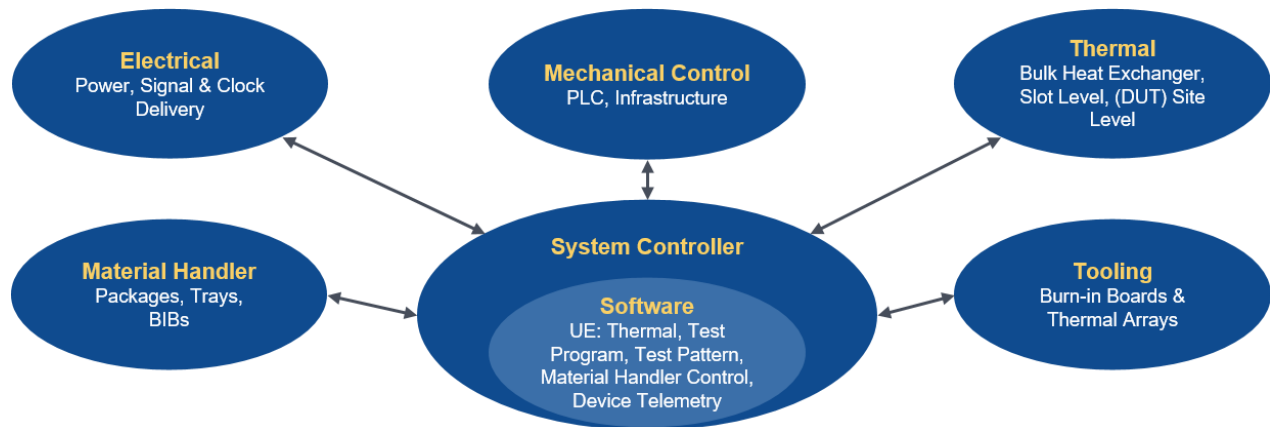 Electrical
Power, Signal & Clock
Delivery
Mechanical Control
PLC, Infrastructure
Thermal
Bulk Heat Exchanger,
Slot Level, (DUT) Site
Level
Material Handler
Packages, Trays,
BIBs
System Controller
Software
UE: Thermal, Test
Program, Test Pattern,
Material Handler Control,
Device Telemetry
Tooling
Burn-in Boards &
Thermal Arrays